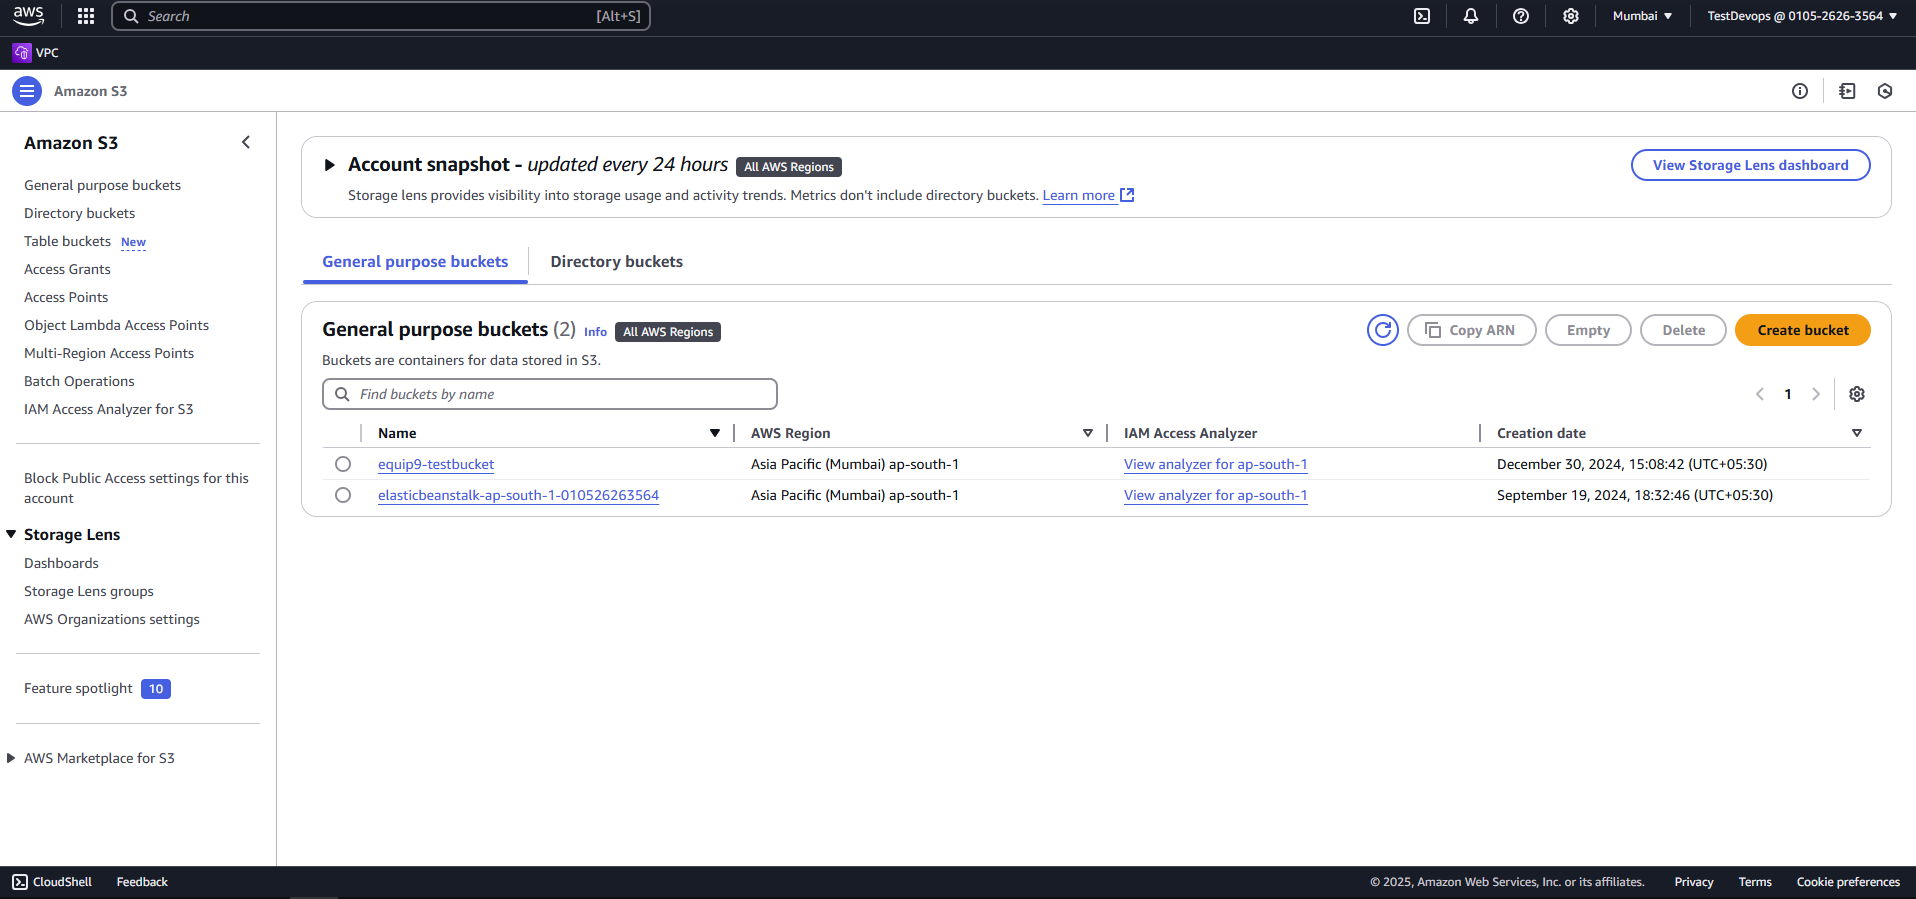 aws
Search [Alt+S]
Mumbai ▼
TestDevops @ 0105-2626-3564 ▼
VPC
Amazon S3
Amazon S3
General purpose buckets
Directory buckets
Table buckets New
Access Grants
Access Points
Object Lambda Access Points
Multi-Region Access Points
Batch Operations
IAM Access Analyzer for S3
Block Public Access settings for this
account
Storage Lens
Dashboards
Storage Lens groups
AWS Organizations settings
Feature spotlight 10
AWS Marketplace for S3
Account snapshot - updated every 24 hours All AWS Regions
View Storage Lens dashboard
Storage lens provides visibility into storage usage and activity trends. Metrics don't include directory buckets. Learn more
General purpose buckets
Directory buckets
General purpose buckets (2) Info All AWS Regions
Copy ARN
Empty
Delete
Create bucket
Buckets are containers for data stored in S3.
Find buckets by name
1
Name AWS Region IAM Access Analyzer Creation date
equip9-testbucket Asia Pacific (Mumbai) ap-south-1 View analyzer for ap-south-1 December 30, 2024, 15:08:42 (UTC+05:30)
elasticbeanstalk-ap-south-1-010526263564 Asia Pacific (Mumbai) ap-south-1 View analyzer for ap-south-1 September 19, 2024, 18:32:46 (UTC+05:30)
CloudShell Feedback
© 2025, Amazon Web Services, Inc. or its affiliates. Privacy Terms Cookie preferences